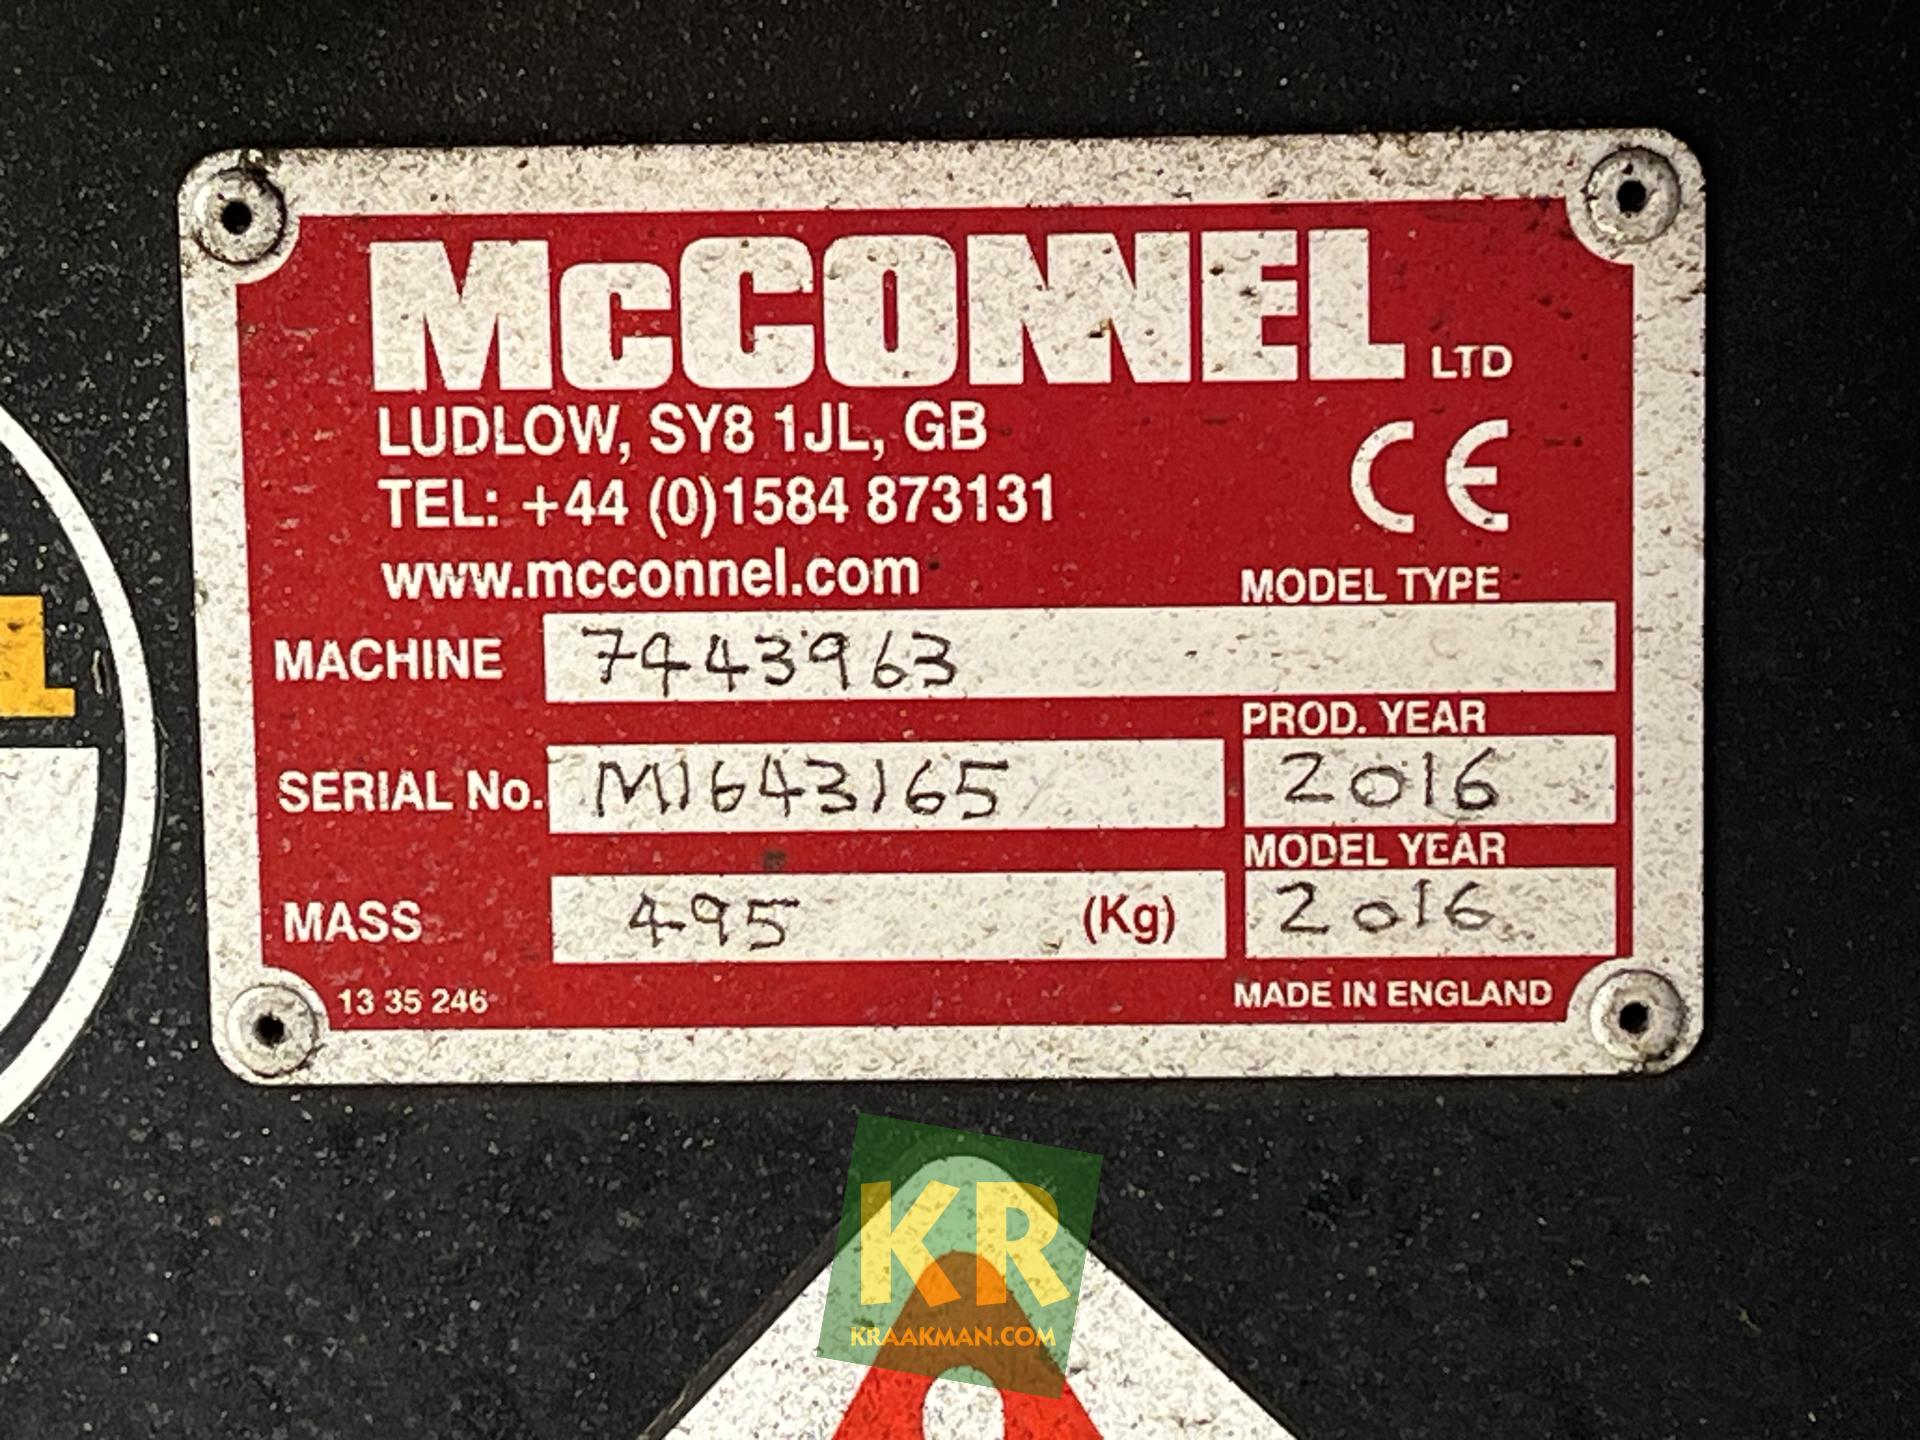 McCONNEL LTD
LUDLOW, SY8 1JL, GB
TEL: +44 (0)1584 873131
CE
www.mcconnel.com
MODEL TYPE
MACHINE 7443963
PROD. YEAR
SERIAL No. M1643165 2016
MODEL YEAR
MASS 495 (Kg) 2016
13 35 246 MADE IN ENGLAND
KR
KRAAKMAN.COM